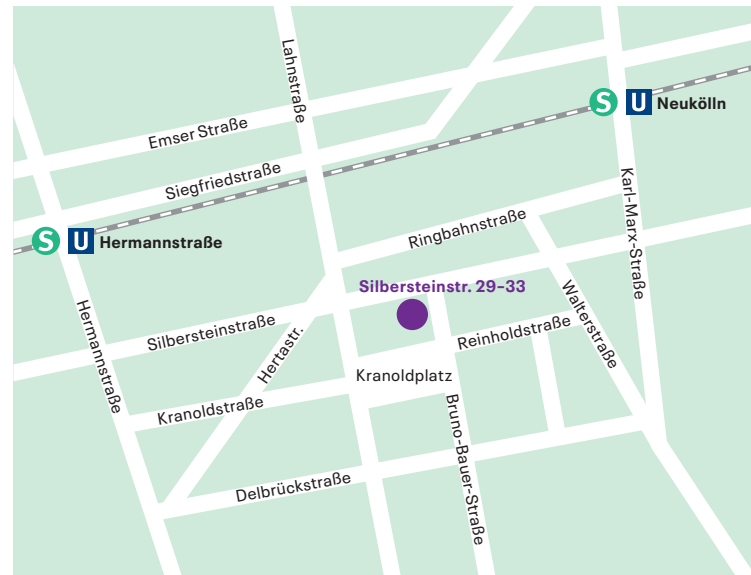 Lahnstraße
Emser Straße
S U Neukölln
Siegfriedstraße
Karl-Marx-Straße
Ringbahnstraße
S U Hermannstraße
Silbersteinstr. 29–33
Walterstraße
Hermannstraße
Silbersteinstraße
Reinholdstraße
Hertastr.
Kranoldplatz
Kranoldstraße
Bruno-Bauer-Straße
Delbrückstraße